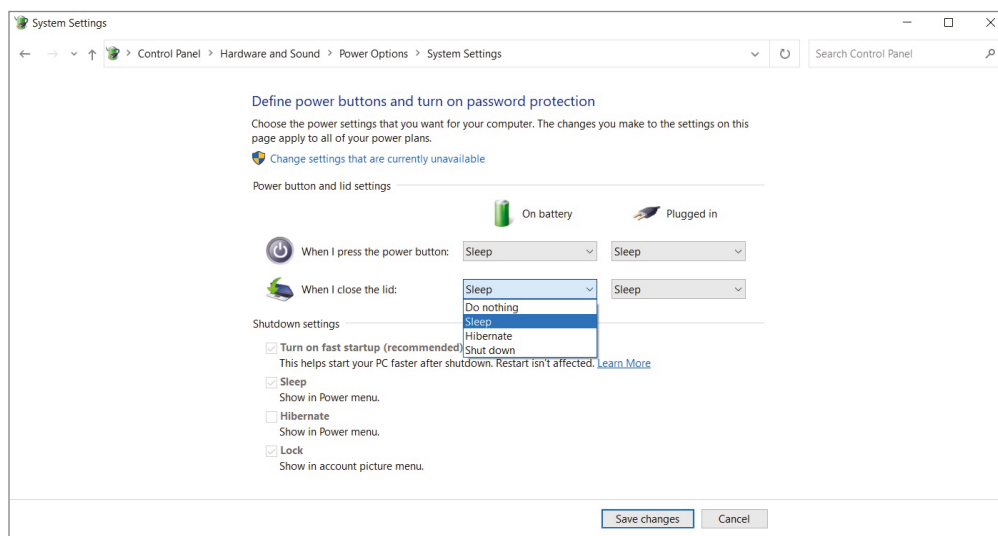 System Settings
Control Panel > Hardware and Sound > Power Options > System Settings
Search Control Panel
Define power buttons and turn on password protection
Choose the power settings that you want for your computer. The changes you make to the settings on this
page apply to all of your power plans.
Change settings that are currently unavailable
Power button and lid settings
On battery
Plugged in
When I press the power button:
Sleep
Sleep
When I close the lid:
Sleep
Sleep
Do nothing
Sleep
Hibernate
Shut down
Shutdown settings
Turn on fast startup (recommended)
This helps start your PC faster after shutdown. Restart isn't affected. Learn More
Sleep
Show in Power menu.
Hibernate
Show in Power menu.
Lock
Show in account picture menu.
Save changes
Cancel